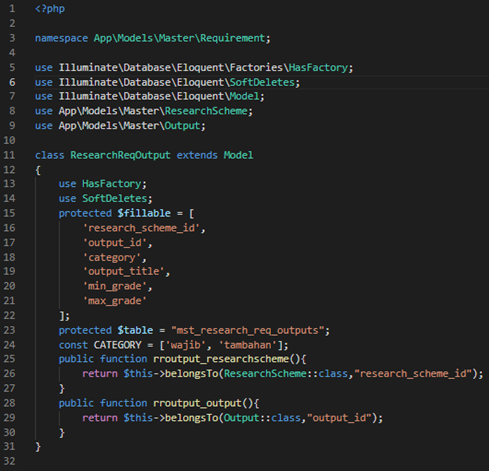 1 <?php
2
3 namespace App\Models\Master\Requirement;
4
5 use Illuminate\Database\Eloquent\Factories\HasFactory;
6 use Illuminate\Database\Eloquent\SoftDeletes;
7 use Illuminate\Database\Eloquent\Model;
8 use App\Models\Master\ResearchScheme;
9 use App\Models\Master\Output;
10
11 class ResearchReqOutput extends Model
12 {
13     use HasFactory;
14     use SoftDeletes;
15     protected $fillable = [
16         'research_scheme_id',
17         'output_id',
18         'category',
19         'output_title',
20         'min_grade',
21         'max_grade'
22     ];
23     protected $table = "mst_research_req_outputs";
24     const CATEGORY = ['wajib', 'tambahan'];
25     public function rroutput_researchscheme(){
26         return $this->belongsTo(ResearchScheme::class,"research_scheme_id");
27     }
28     public function rroutput_output(){
29         return $this->belongsTo(Output::class,"output_id");
30     }
31 }
32